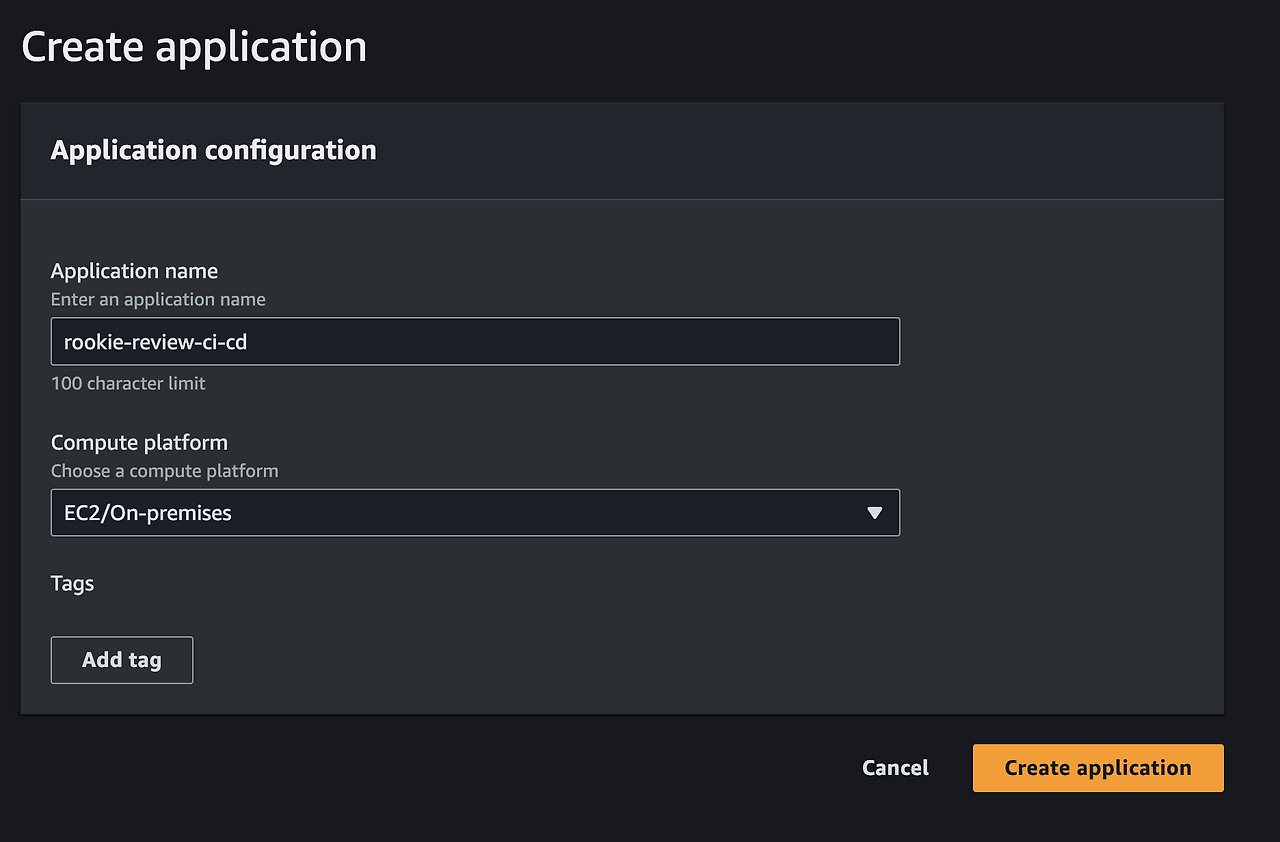 Create application
Application configuration
Application name
Enter an application name
rookie-review-ci-cd
100 character limit
Compute platform
Choose a compute platform
EC2/On-premises
Tags
Add tag
Cancel
Create application